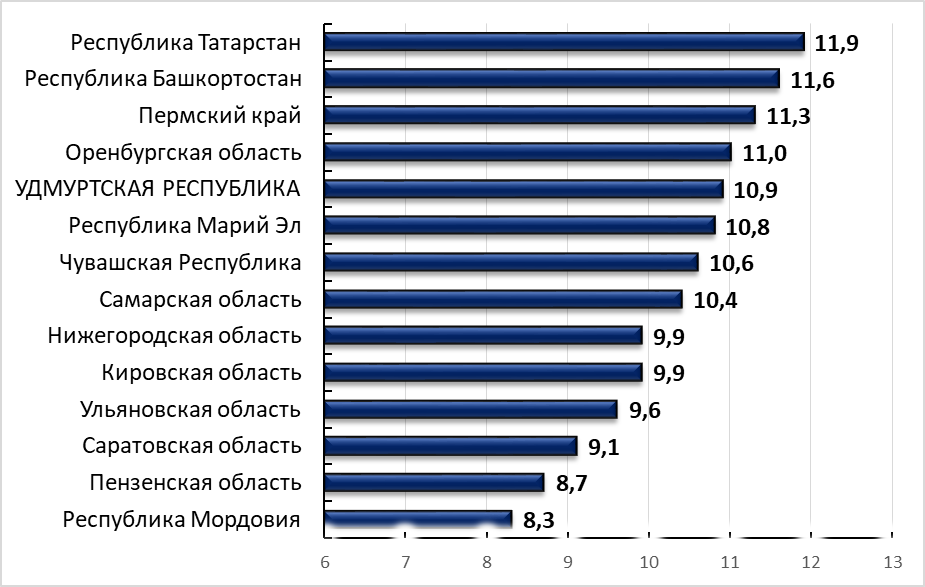 Республика Татарстан 11,9
Республика Башкортостан 11,6
Пермский край 11,3
Оренбургская область 11,0
УДМУРТСКАЯ РЕСПУБЛИКА 10,9
Республика Марий Эл 10,8
Чувашская Республика 10,6
Самарская область 10,4
Нижегородская область 9,9
Кировская область 9,9
Ульяновская область 9,6
Саратовская область 9,1
Пензенская область 8,7
Республика Мордовия 8,3
6 7 8 9 10 11 12 13